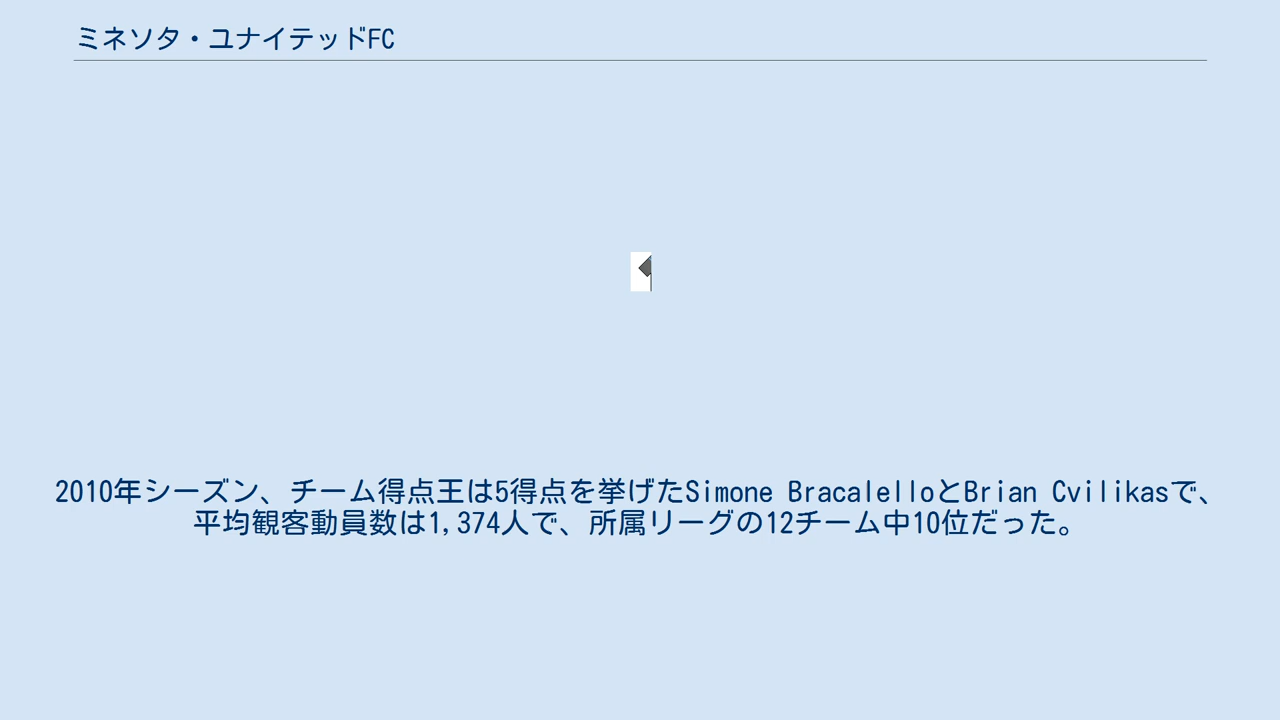 ミネソタ・ユナイテッドFC
2010年シーズン、チーム得点王は5得点を挙げたSimone BracalelloとBrian Cvilikasで、
平均観客動員数は1,374人で、所属リーグの12チーム中10位だった。